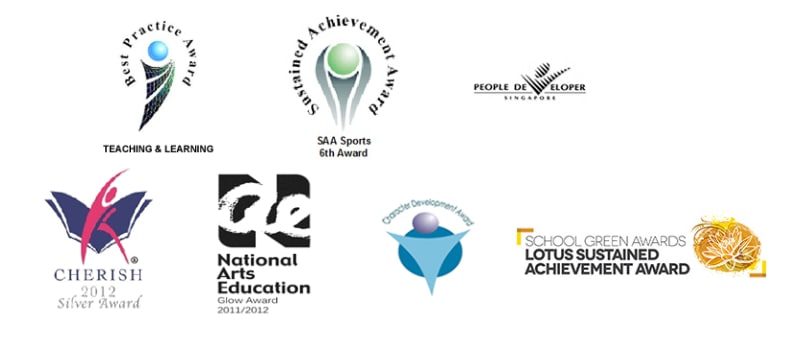 Best Practice Award
TEACHING & LEARNING
Sustained Achievement Award
SAA Sports
6th Award
PEOPLE DEVELOPER
SINGAPORE
CHERISH
2012
Silver Award
®
ae
National
Arts
Education
Glow Award
2011/2012
Character Development Award
SCHOOL GREEN AWARDS
LOTUS SUSTAINED
ACHIEVEMENT AWARD